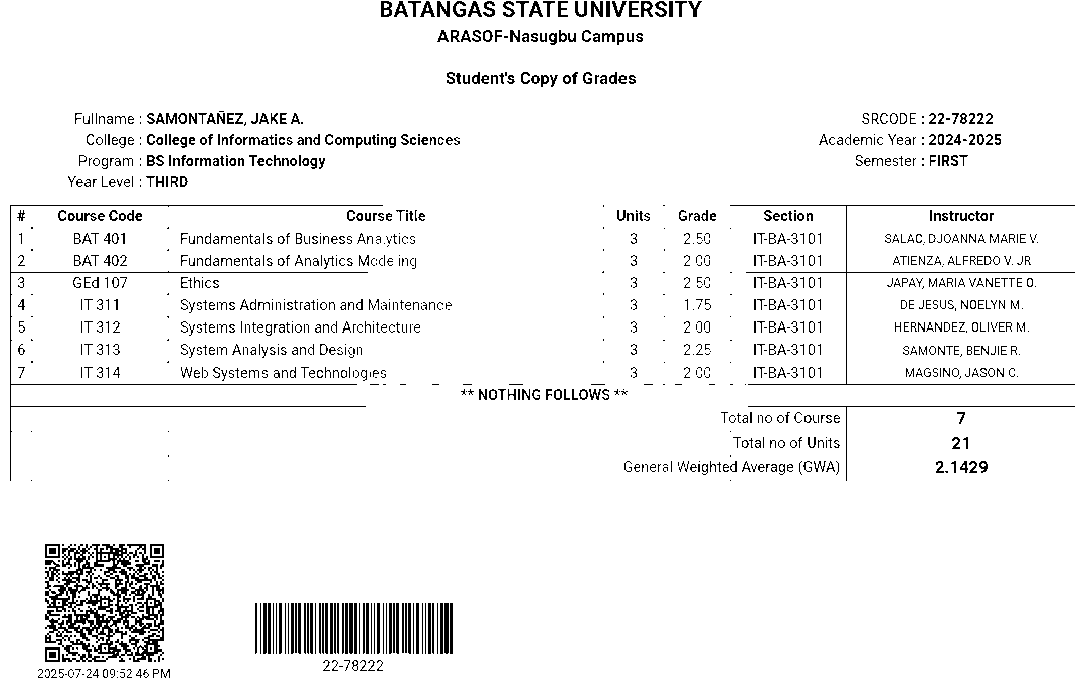 BATANGAS STATE UNIVERSITY
ARASOF-Nasugbu Campus
Student's Copy of Grades
Fullname : SAMONTAÑEZ, JAKE A. SRCODE : 22-78222
College : College of Informatics and Computing Sciences Academic Year : 2024-2025
Program : BS Information Technology Semester : FIRST
Year Level : THIRD
# Course Code Course Title Units Grade Section Instructor
1 BAT 401 Fundamentals of Business Analytics 3 2.50 IT-BA-3101 SALAC, DJOANNA MARIE V.
2 BAT 402 Fundamentals of Analytics Modeling 3 2.00 IT-BA-3101 ATIENZA, ALFREDO V. JR
3 GEd 107 Ethics 3 2.50 IT-BA-3101 JAPAY, MARIA VANETTE O.
4 IT 311 Systems Administration and Maintenance 3 1.75 IT-BA-3101 DE JESUS, NOELYN M.
5 IT 312 Systems Integration and Architecture 3 2.00 IT-BA-3101 HERNANDEZ, OLIVER M.
6 IT 313 System Analysis and Design 3 2.25 IT-BA-3101 SAMONTE, BENJIE R.
7 IT 314 Web Systems and Technologies 3 2.00 IT-BA-3101 MAGSINO, JASON C.
** NOTHING FOLLOWS **
Total no of Course 7
Total no of Units 21
General Weighted Average (GWA) 2.1429
22-78222
2025-07-24 09:52:46 PM